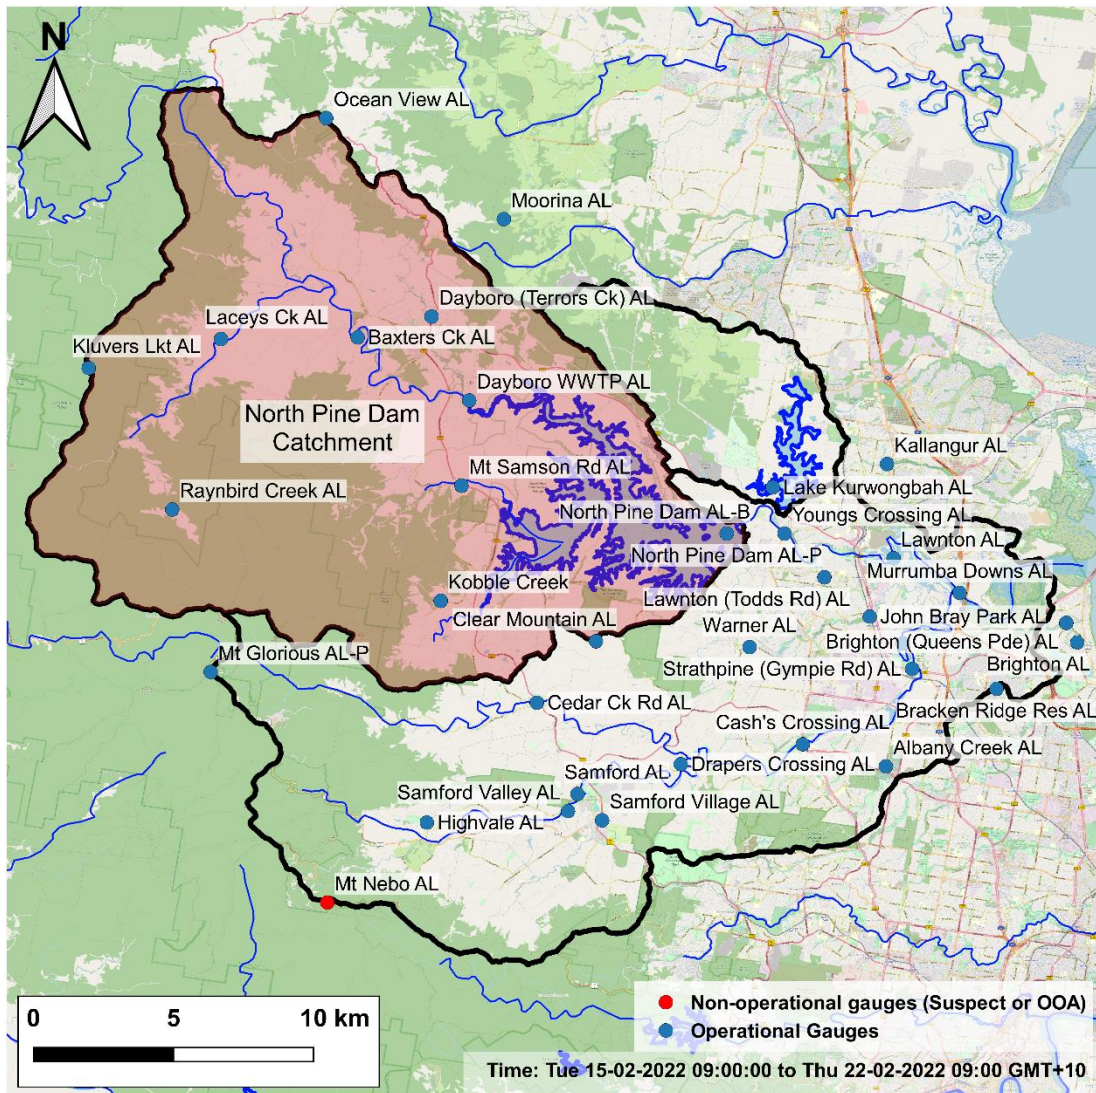 N
Ocean View AL
Moorina AL
Dayboro (Terrors Ck) AL
Laceys Ck AL
Baxters Ck AL
Kluvers Lkt AL
Dayboro WWTP AL
North Pine Dam
Catchment
Kallangur AL
Mt Samson Rd AL
Raynbird Creek AL
Lake Kurwongbah AL
North Pine Dam AL-B
Youngs Crossing AL
Lawnton AL
North Pine Dam AL-P
Murrumba Downs AL
Kobble Creek
Lawnton (Todds Rd) AL
Clear Mountain AL
Warner AL
John Bray Park AL
Brighton (Queens Pde) AL
Mt Glorious AL-P
Strathpine (Gympie Rd) AL
Brighton AL
Cedar Ck Rd AL
Bracken Ridge Res AL
Cash's Crossing AL
Albany Creek AL
Samford AL
Drapers Crossing AL
Samford Valley AL
Samford Village AL
Highvale AL
Mt Nebo AL
0 5 10 km
Non-operational gauges (Suspect or OOA)
Operational Gauges
Time: Tue 15-02-2022 09:00:00 to Thu 22-02-2022 09:00 GMT+10